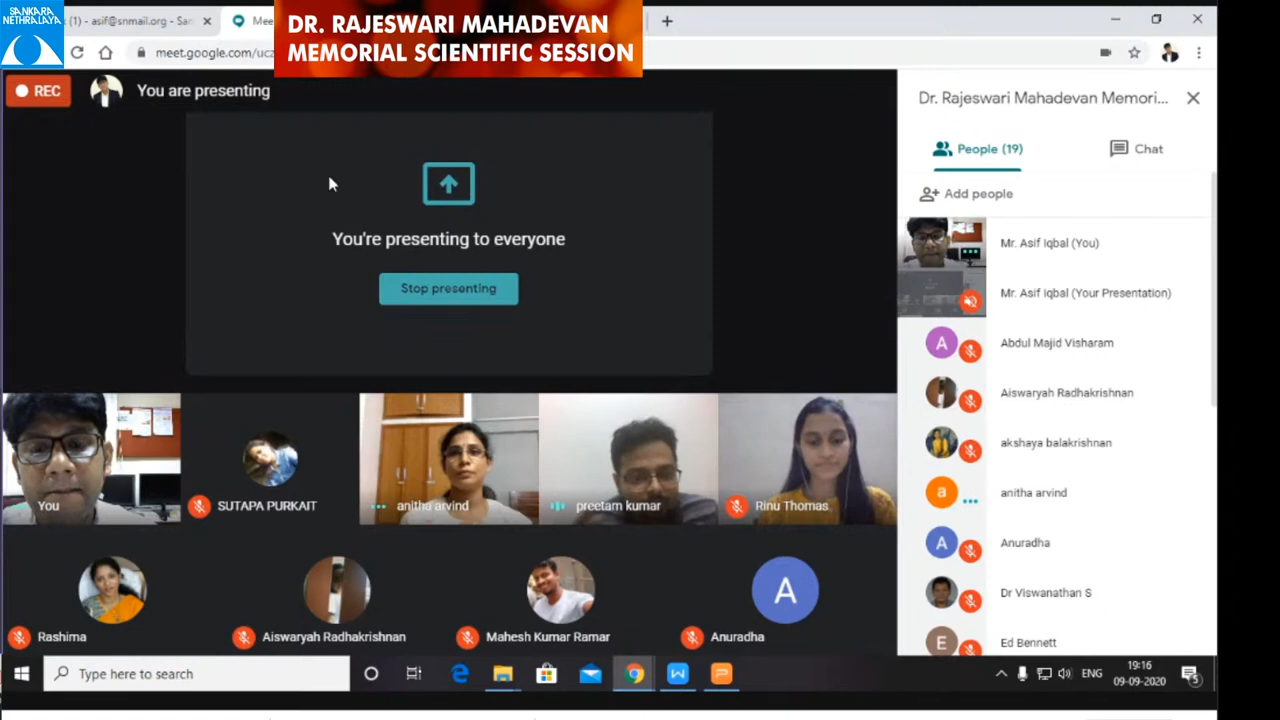 SANKARA
NETHRALAYA
(1) - asif@snmail.org - San
Mee
DR. RAJESWARI MAHADEVAN
MEMORIAL SCIENTIFIC SESSION
meet.google.com/ucz
REC
You are presenting
You're presenting to everyone
Stop presenting
Dr. Rajeswari Mahadevan Memori...
People (19)
Chat
Add people
Mr. Asif Iqbal (You)
Mr. Asif Iqbal (Your Presentation)
A
Abdul Majid Visharam
Aiswaryah Radhakrishnan
akshaya balakrishnan
a
anitha arvind
A
Anuradha
Dr Viswanathan S
E
Ed Bennett
You
SUTAPA PURKAIT
anitha arvind
preetam kumar
Rinu Thomas
A
Rashima
Aiswaryah Radhakrishnan
Mahesh Kumar Ramar
Anuradha
Type here to search
W
P
ENG
19:16
09-09-2020
5